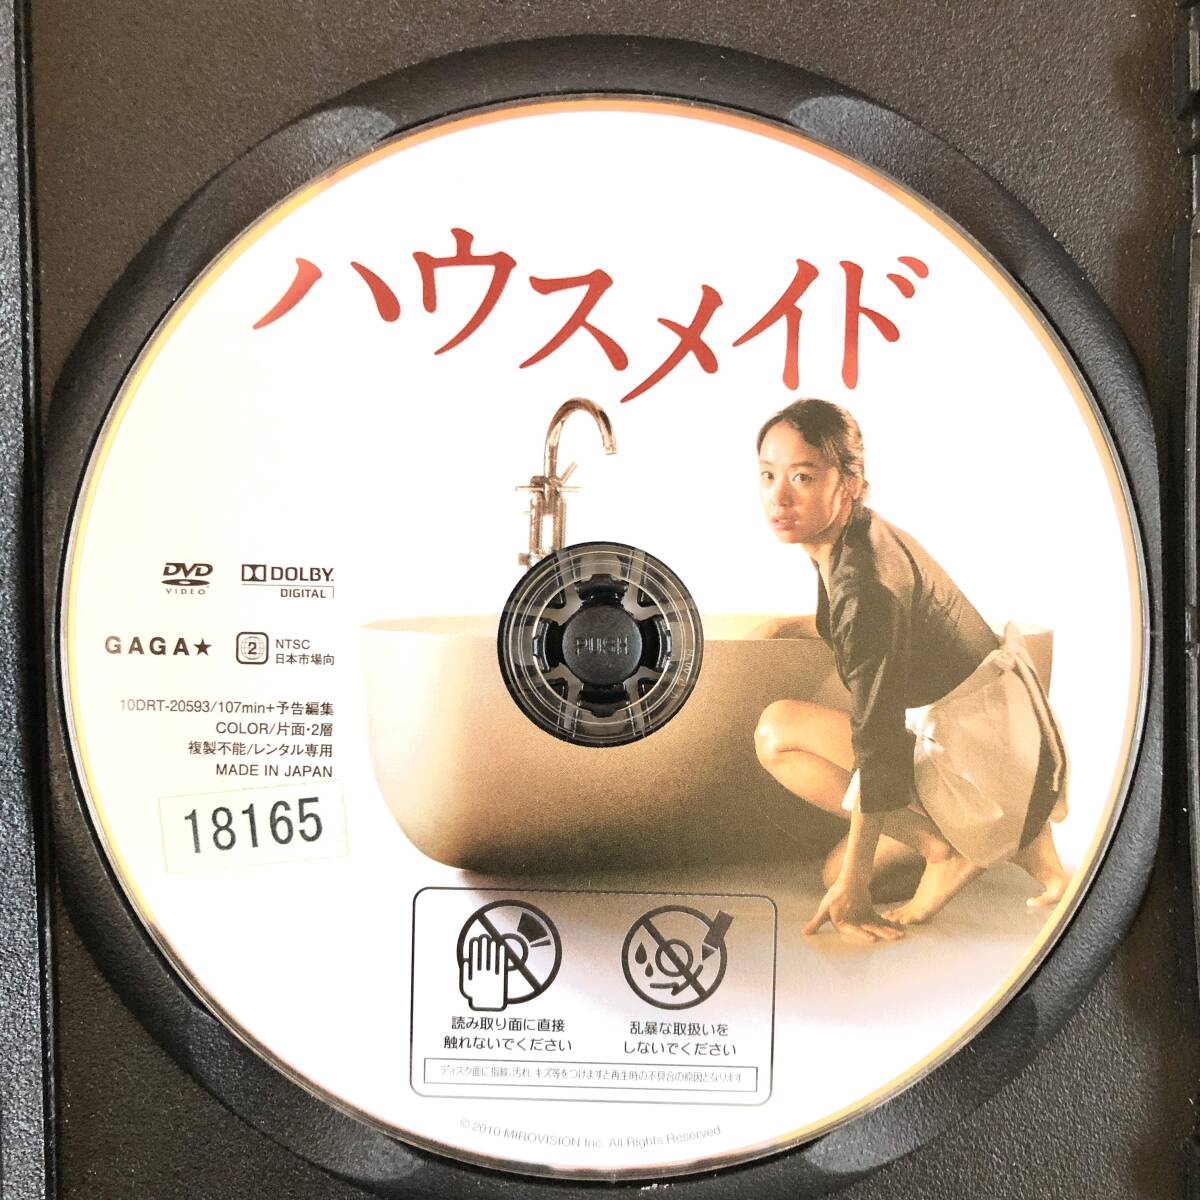 ハウスメイド
DVD
VIDEO
DOLBY
DIGITAL
GAGA★
2
NTSC
日本市場向
10DRT-20593/107min+予告編集
COLOR/片面・2層
複製不能/レンタル専用
MADE IN JAPAN
18165
PUSH
読み取り面に直接
触れないでください
乱暴な取扱いを
しないでください
ディスク面に指紋、汚れ、キズ等をつけますと再生時の不具合の原因となります
© 2010 MIROVISION Inc. All Rights Reserved